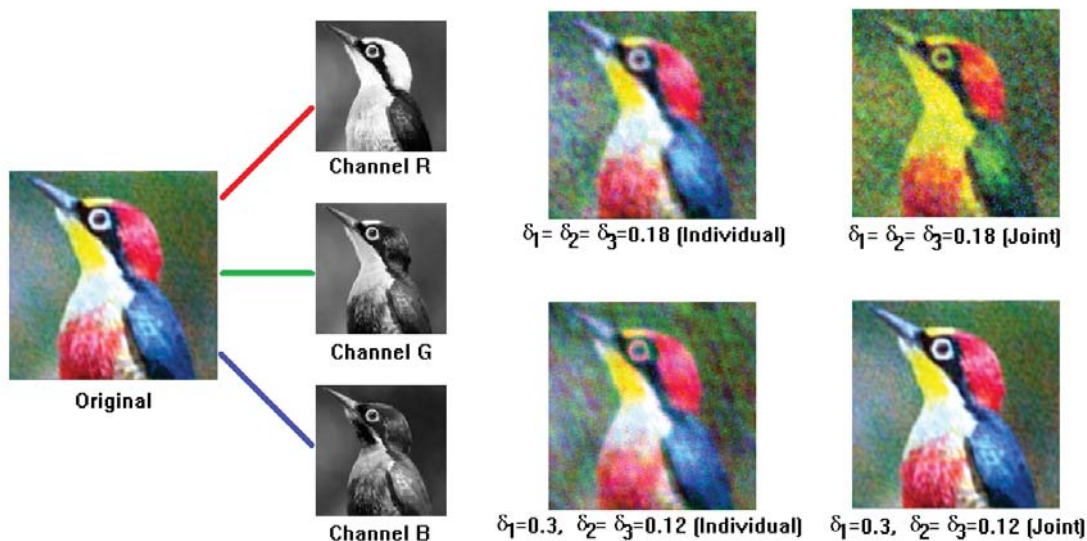 Channel R
Original
Channel G
Channel B
δ₁= δ₂= δ₃=0.18 (Individual)
δ₁= δ₂= δ₃=0.18 (Joint)
δ₁=0.3, δ₂= δ₃=0.12 (Individual)
δ₁=0.3, δ₂= δ₃=0.12 (Joint)